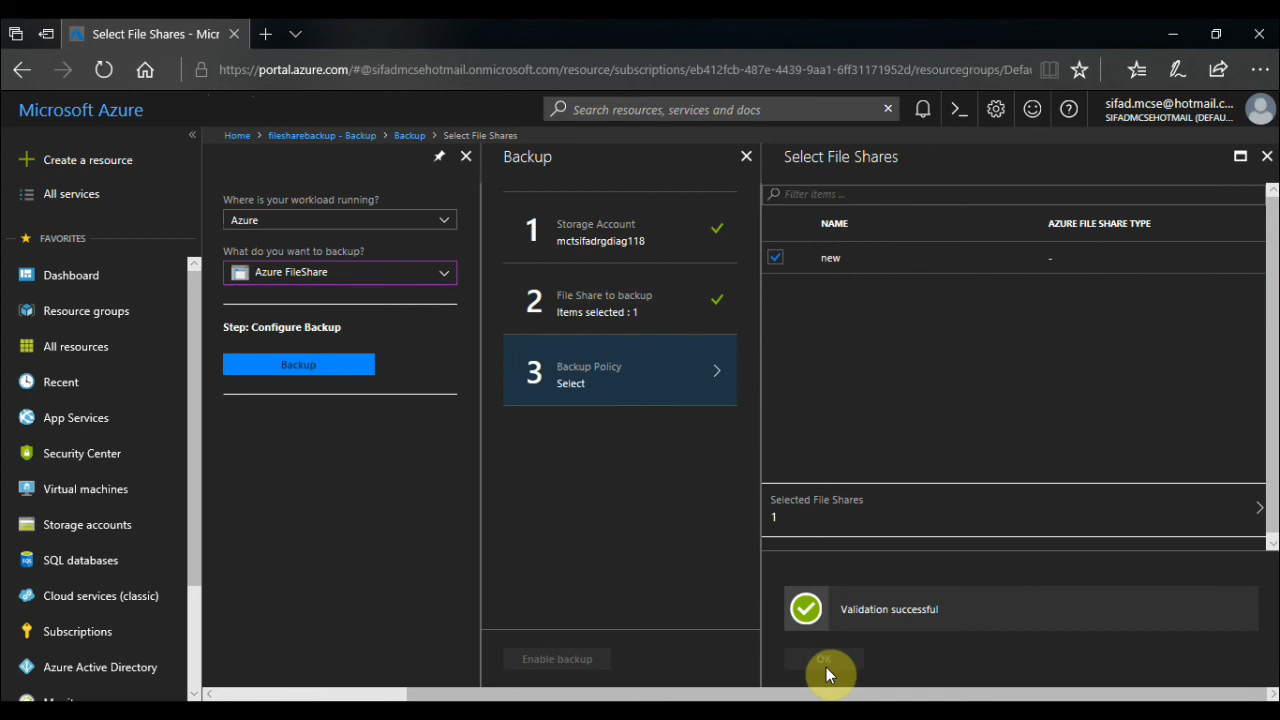 Select File Shares - Micr
https://portal.azure.com/#@sifadmcsehotmail.onmicrosoft.com/resource/subscriptions/eb412fcb-487e-4439-9aa1-6ff31171952d/resourcegroups/Defau
Microsoft Azure
Search resources, services and docs
sifad.mcse@hotmail.c...
SIFADMCSEHOTMAIL (DEFAU...
Home > filesharebackup - Backup > Backup > Select File Shares
Create a resource
All services
FAVORITES
Dashboard
Resource groups
All resources
Recent
App Services
Security Center
Virtual machines
Storage accounts
SQL databases
Cloud services (classic)
Subscriptions
Azure Active Directory
Where is your workload running?
Azure
What do you want to backup?
Azure FileShare
Step: Configure Backup
Backup
Backup
1 Storage Account
mctsifadrgdiag118
2 File Share to backup
Items selected : 1
3 Backup Policy
Select
Enable backup
Select File Shares
Filter items ...
NAME AZURE FILE SHARE TYPE
new -
Selected File Shares
1
Validation successful
OK